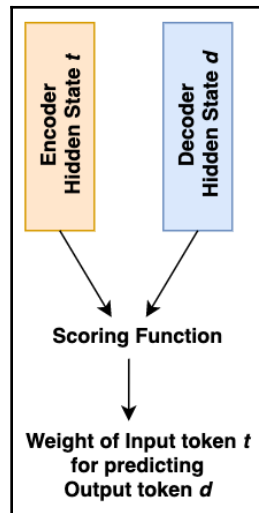 Encoder
Hidden State t
Decoder
Hidden State d
Scoring Function
Weight of Input token t
for predicting
Output token d